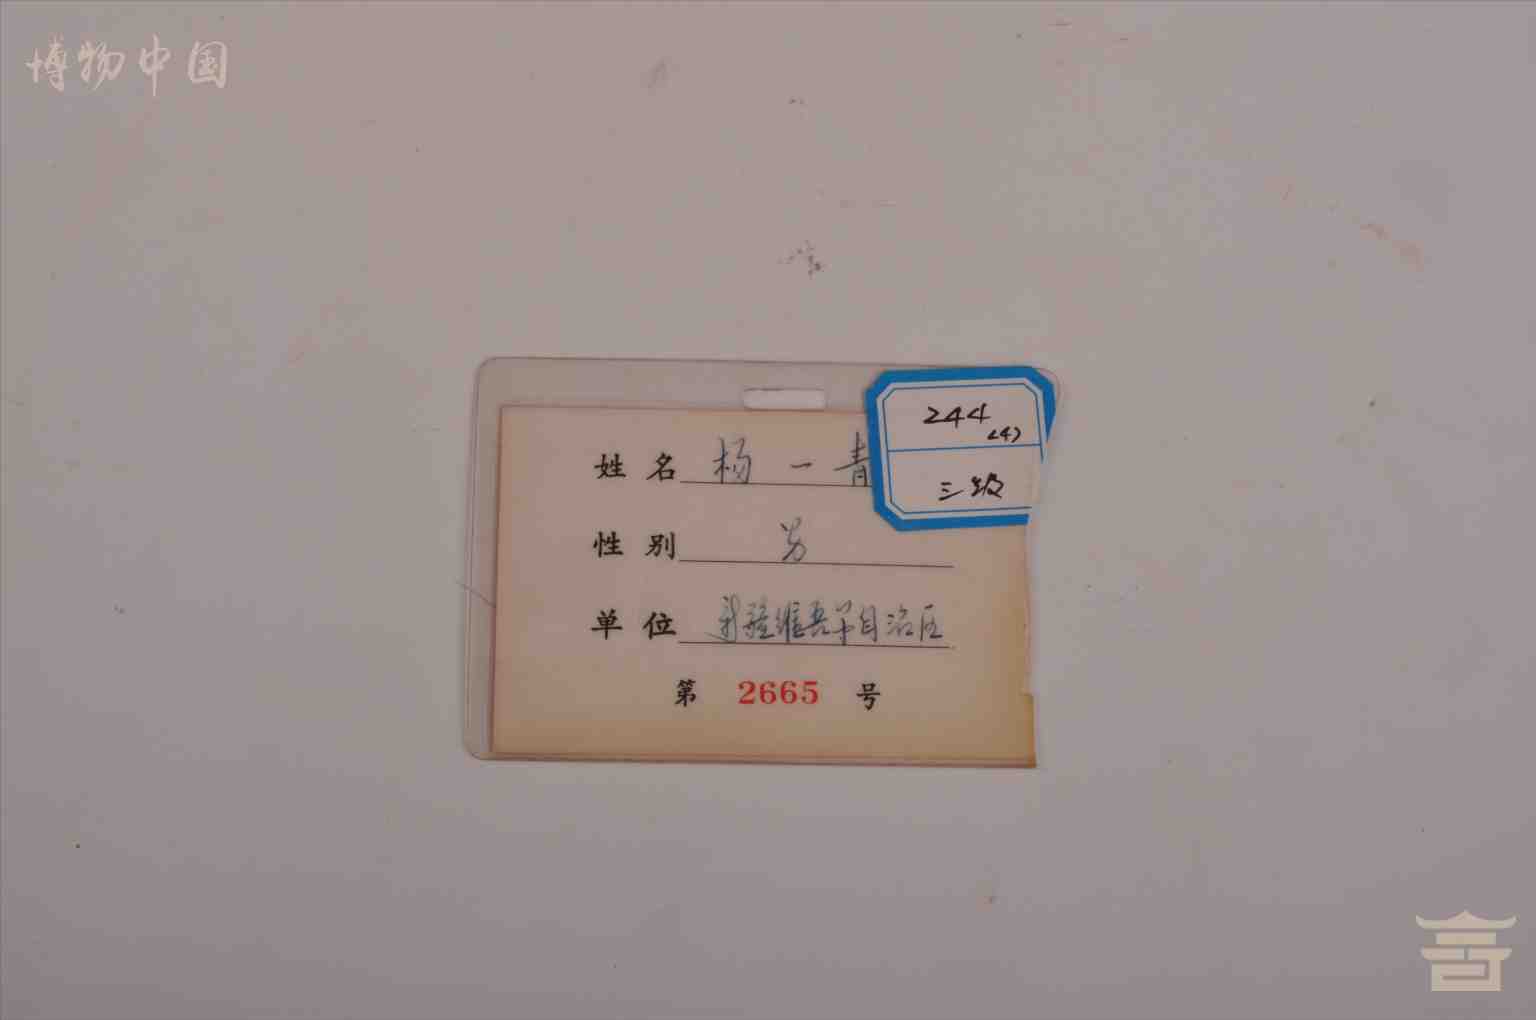 博物中国
244
(4)
三级
姓名 杨一青
性别 男
单位 新疆维吾尔自治区
第 2665 号